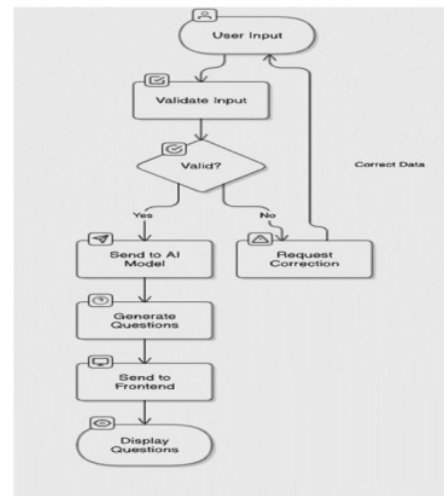 User Input
Validate Input
Valid?
Correct Data
Yes
No
Send to AI
Model
Request
Correction
Generate
Questions
Send to
Frontend
Display
Questions